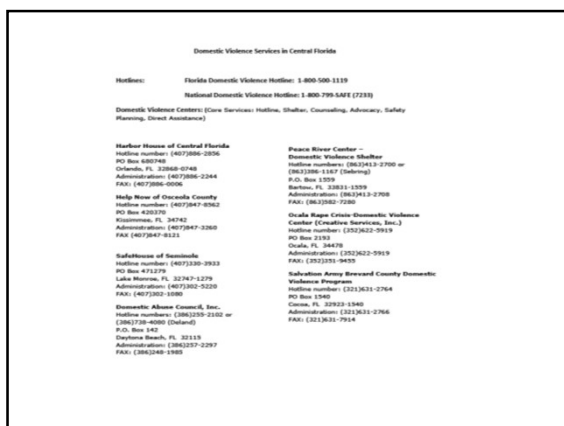 Domestic Violence Services in Central Florida
Hotlines: Florida Domestic Violence Hotline: 1-800-500-1119
National Domestic Violence Hotline: 1-800-799-SAFE (7233)
Domestic Violence Centers: (Core Services: Hotline, Shelter, Counseling, Advocacy, Safety
Planning, Direct Assistance)
Harbor House of Central Florida
Hotline number: (407)886-2856
PO Box 680748
Orlando, FL 32868-0748
Administration: (407)886-2244
FAX: (407)886-0006
Help Now of Osceola County
Hotline number: (407)847-8562
PO Box 420370
Kissimmee, FL 34742
Administration: (407)847-3260
FAX (407)847-8121
SafeHouse of Seminole
Hotline number: (407)330-3933
PO Box 471279
Lake Monroe, FL 32747-1279
Administration: (407)302-5220
FAX: (407)302-1080
Domestic Abuse Council, Inc.
Hotline numbers: (386)255-2102 or
(386)738-4080 (Deland)
P.O. Box 142
Daytona Beach, FL 32115
Administration: (386)257-2297
FAX: (386)248-1985
Peace River Center –
Domestic Violence Shelter
Hotline numbers: (863)413-2700 or
(863)386-1167 (Sebring)
P.O. Box 1559
Bartow, FL 33831-1559
Administration: (863)413-2708
FAX: (863)582-7280
Ocala Rape Crisis-Domestic Violence
Center (Creative Services, Inc.)
Hotline number: (352)622-5919
PO Box 2193
Ocala, FL 34478
Administration: (352)622-5919
FAX: (352)351-9455
Salvation Army Brevard County Domestic
Violence Program
Hotline number: (321)631-2764
PO Box 1540
Cocoa, FL 32923-1540
Administration: (321)631-2766
FAX: (321)631-7914